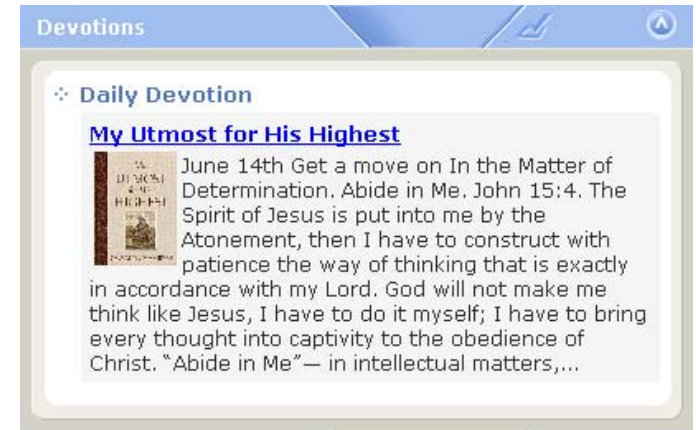 Devotions
Daily Devotion
My Utmost for His Highest
June 14th Get a move on In the Matter of
Determination. Abide in Me. John 15:4. The
Spirit of Jesus is put into me by the
Atonement, then I have to construct with
patience the way of thinking that is exactly
in accordance with my Lord. God will not make me
think like Jesus, I have to do it myself; I have to bring
every thought into captivity to the obedience of
Christ. “Abide in Me”— in intellectual matters,...
UTMOST
HIGHEST